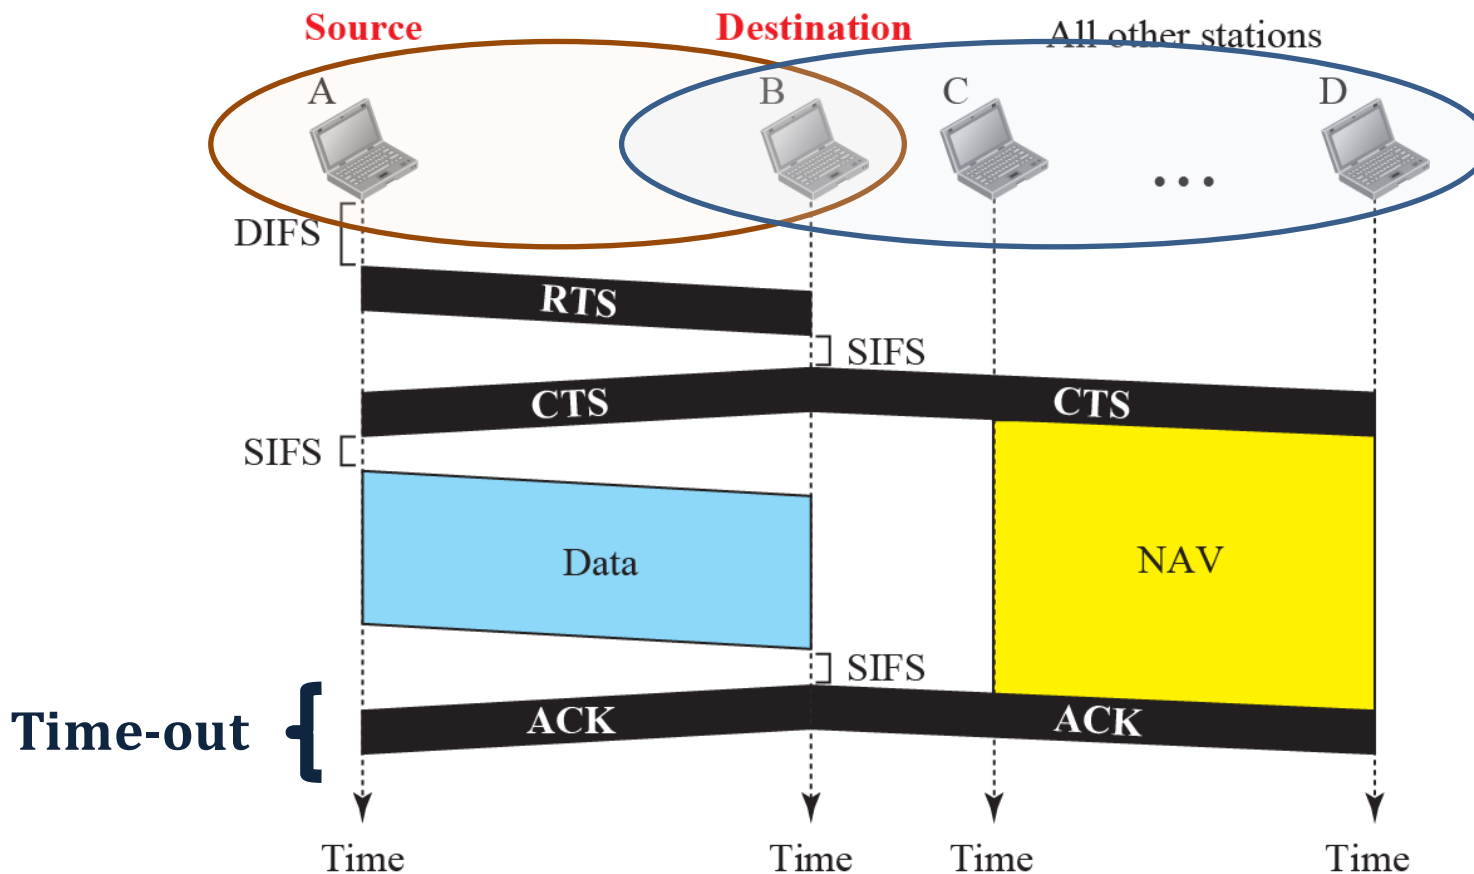 Source
Destination
All other stations
A
B
C
D
...
DIFS
RTS
SIFS
CTS
CTS
SIFS
Data
NAV
SIFS
Time-out
ACK
ACK
Time
Time
Time
Time